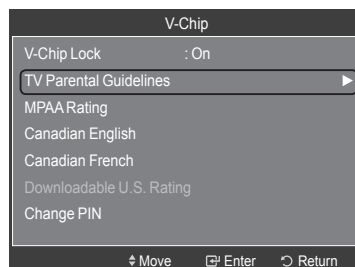 V-Chip
V-Chip Lock : On
TV Parental Guidelines
MPAA Rating
Canadian English
Canadian French
Downloadable U.S. Rating
Change PIN
Move Enter Return